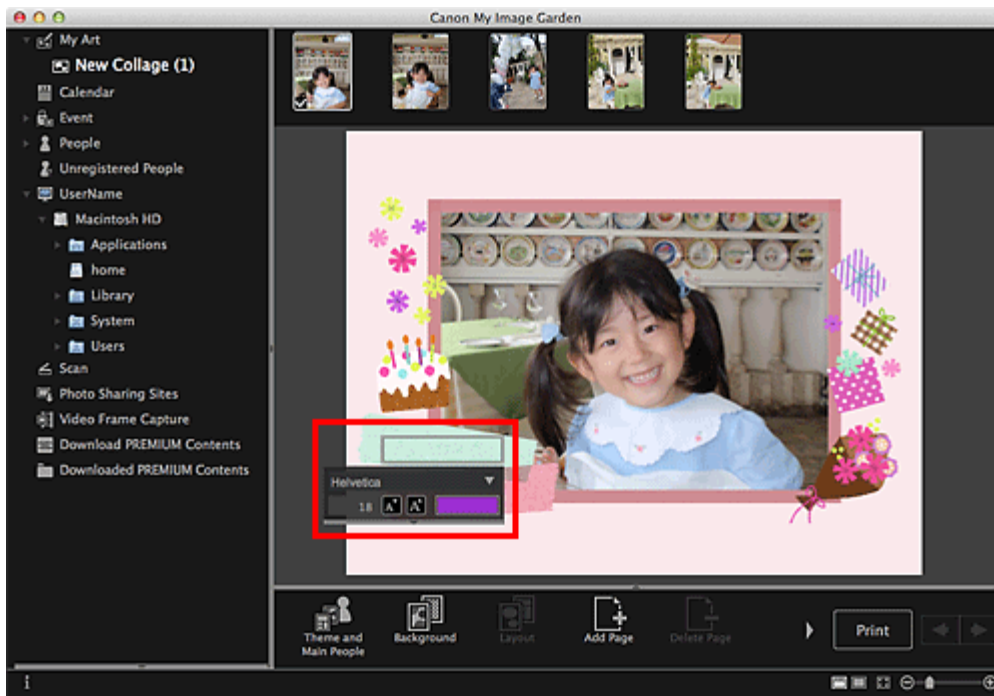 Canon My Image Garden
My Art
New Collage (1)
Calendar
Event
People
Unregistered People
UserName
Macintosh HD
Applications
home
Library
System
Users
Scan
Photo Sharing Sites
Video Frame Capture
Download PREMIUM Contents
Downloaded PREMIUM Contents
Helvetica
18 A A
Theme and
Main People
Background
Layout
Add Page
Delete Page
Print